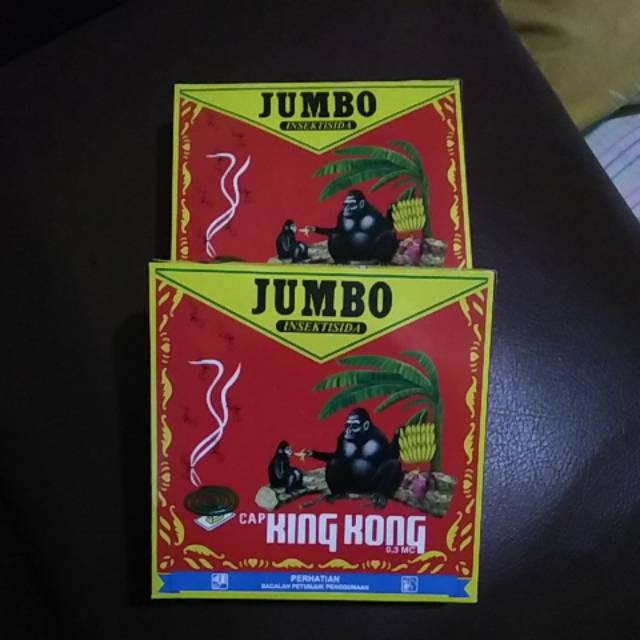 JUMBO
INSEKTISIDA
JUMBO
INSEKTISIDA
CAP KING KONG
0.3 MC
PERHATIAN
BACALAH PETUNJUK PENGGUNAAN